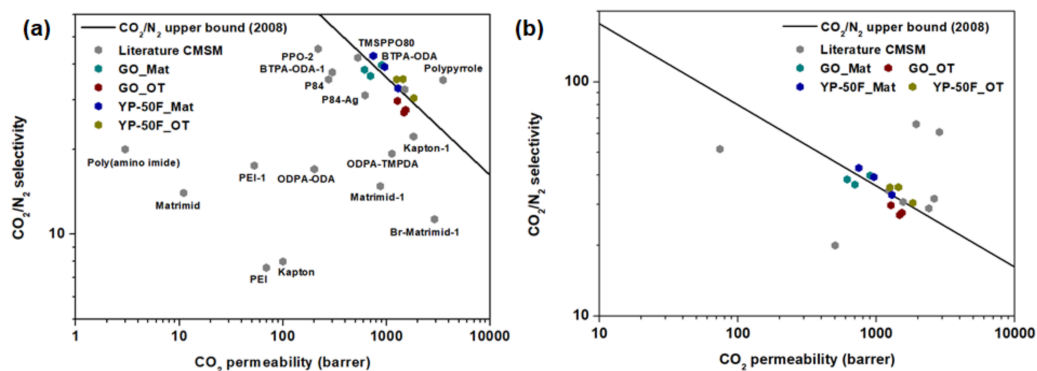 (a)
CO2/N2 upper bound (2008)
Literature CMSM
GO_Mat
GO_OT
YP-50F_Mat
YP-50F_OT
TMSPPO80
PPO-2
BTPA-ODA
BTPA-ODA-1
Polypyrrole
P84
P84-Ag
Kapton-1
Poly(amino imide)
PEI-1
ODPA-ODA
ODPA-TMPDA
Matrimid
Matrimid-1
Br-Matrimid-1
PEI
Kapton
10
1 10 100 1000 10000
CO2 permeability (barrer)
CO2/N2 selectivity
(b)
CO2/N2 upper bound (2008)
Literature CMSM
GO_Mat GO_OT
YP-50F_Mat YP-50F_OT
100
10
10 100 1000 10000
CO2 permeability (barrer)
CO2/N2 selectivity